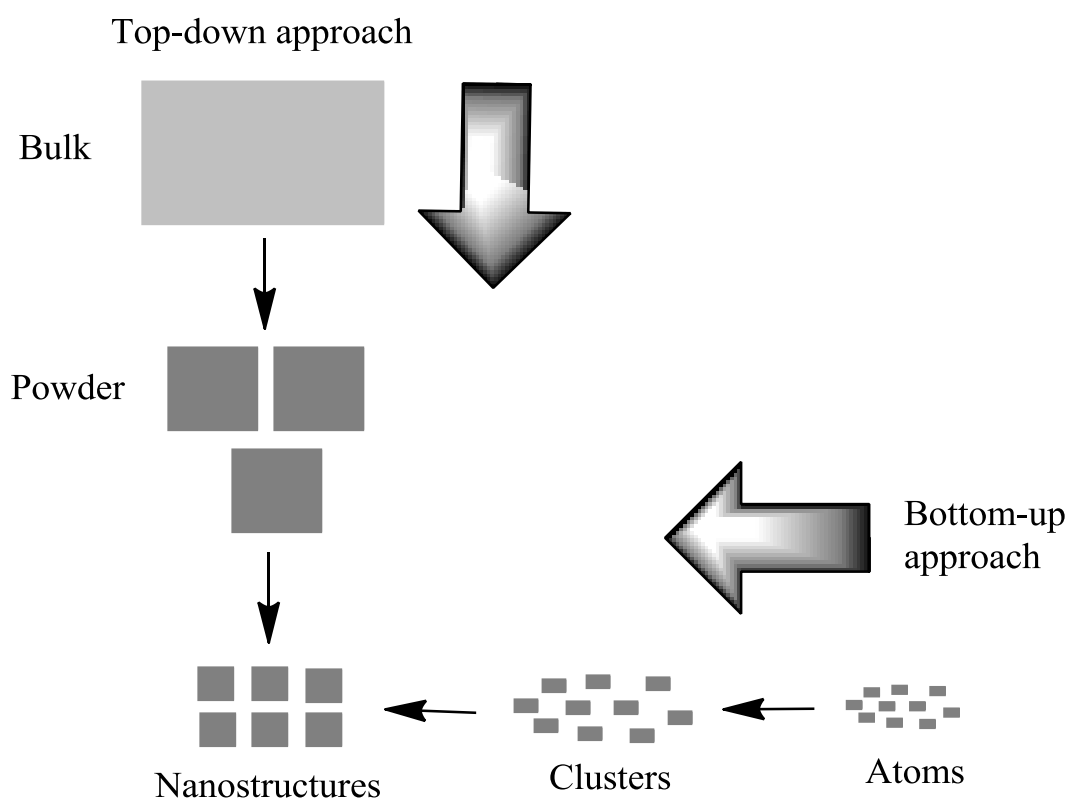 Top-down approach
Bulk
Powder
Bottom-up
approach
Nanostructures
Clusters
Atoms